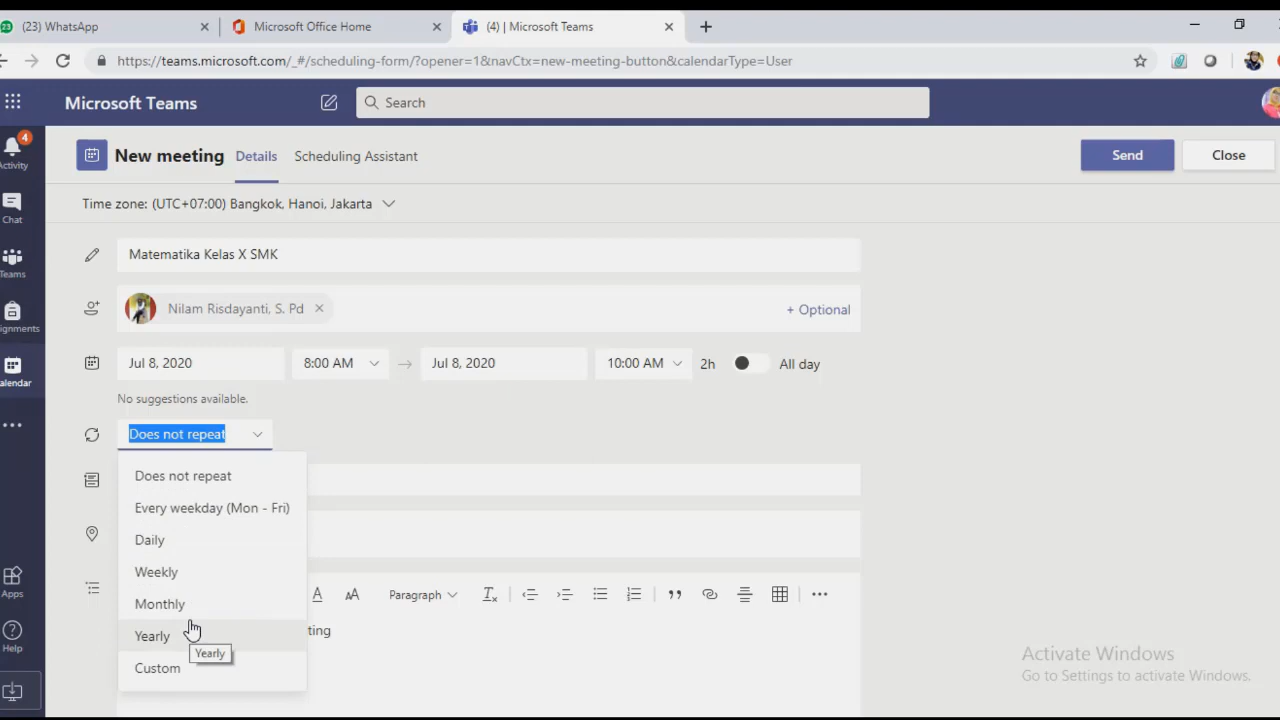 (23) WhatsApp
Microsoft Office Home
(4) | Microsoft Teams
https://teams.microsoft.com/_#/scheduling-form/?opener=1&navCtx=new-meeting-button&calendarType=User
Microsoft Teams
Search
4
Activity
New meeting
Details
Scheduling Assistant
Send
Close
Time zone: (UTC+07:00) Bangkok, Hanoi, Jakarta
Chat
Matematika Kelas X SMK
Teams
Nilam Risdayanti, S. Pd
+ Optional
ignments
Jul 8, 2020
8:00 AM
Jul 8, 2020
10:00 AM
2h
All day
alendar
No suggestions available.
Does not repeat
Does not repeat
Every weekday (Mon - Fri)
Daily
Weekly
Monthly
Yearly
Yearly
Custom
Paragraph
ting
Apps
Help
Activate Windows
Go to Settings to activate Windows.